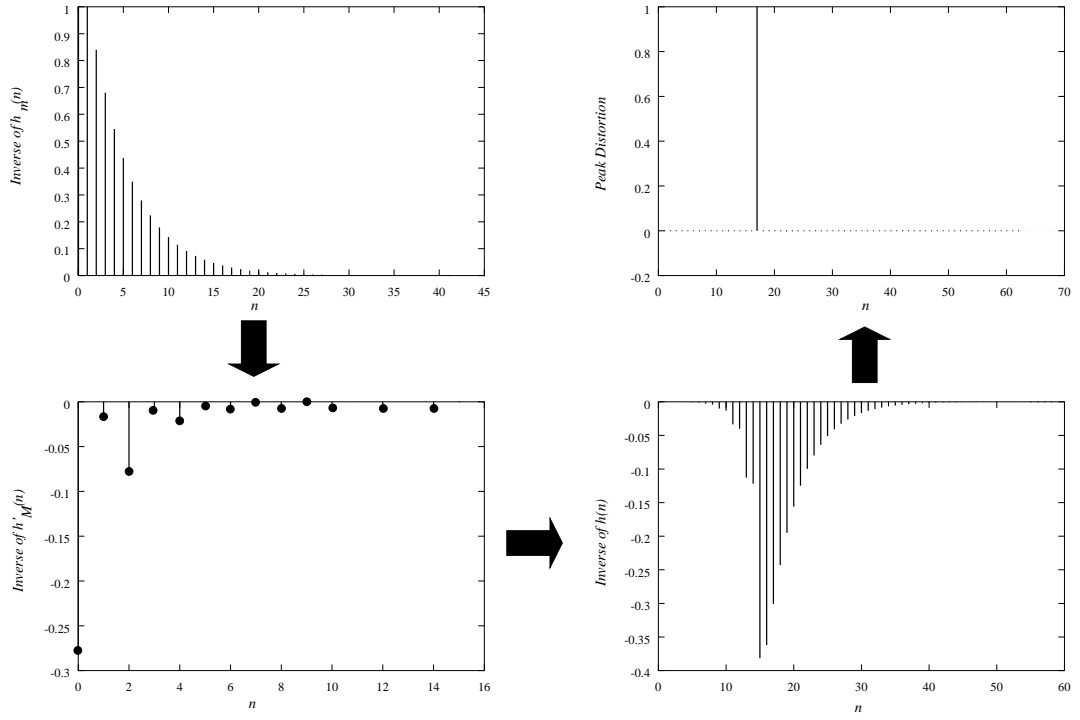 1
0.9
0.8
0.7
0.6
0.5
0.4
0.3
0.2
0.1
0
Inverse of h_m(n)
0 5 10 15 20 25 30 35 40 45
n
1
0.8
0.6
0.4
0.2
0
-0.2
Peak Distortion
0 10 20 30 40 50 60 70
n
0
-0.05
-0.1
-0.15
-0.2
-0.25
-0.3
Inverse of h'_M(n)
0 2 4 6 8 10 12 14 16
n
0
-0.05
-0.1
-0.15
-0.2
-0.25
-0.3
-0.35
-0.4
Inverse of h(n)
0 10 20 30 40 50 60
n